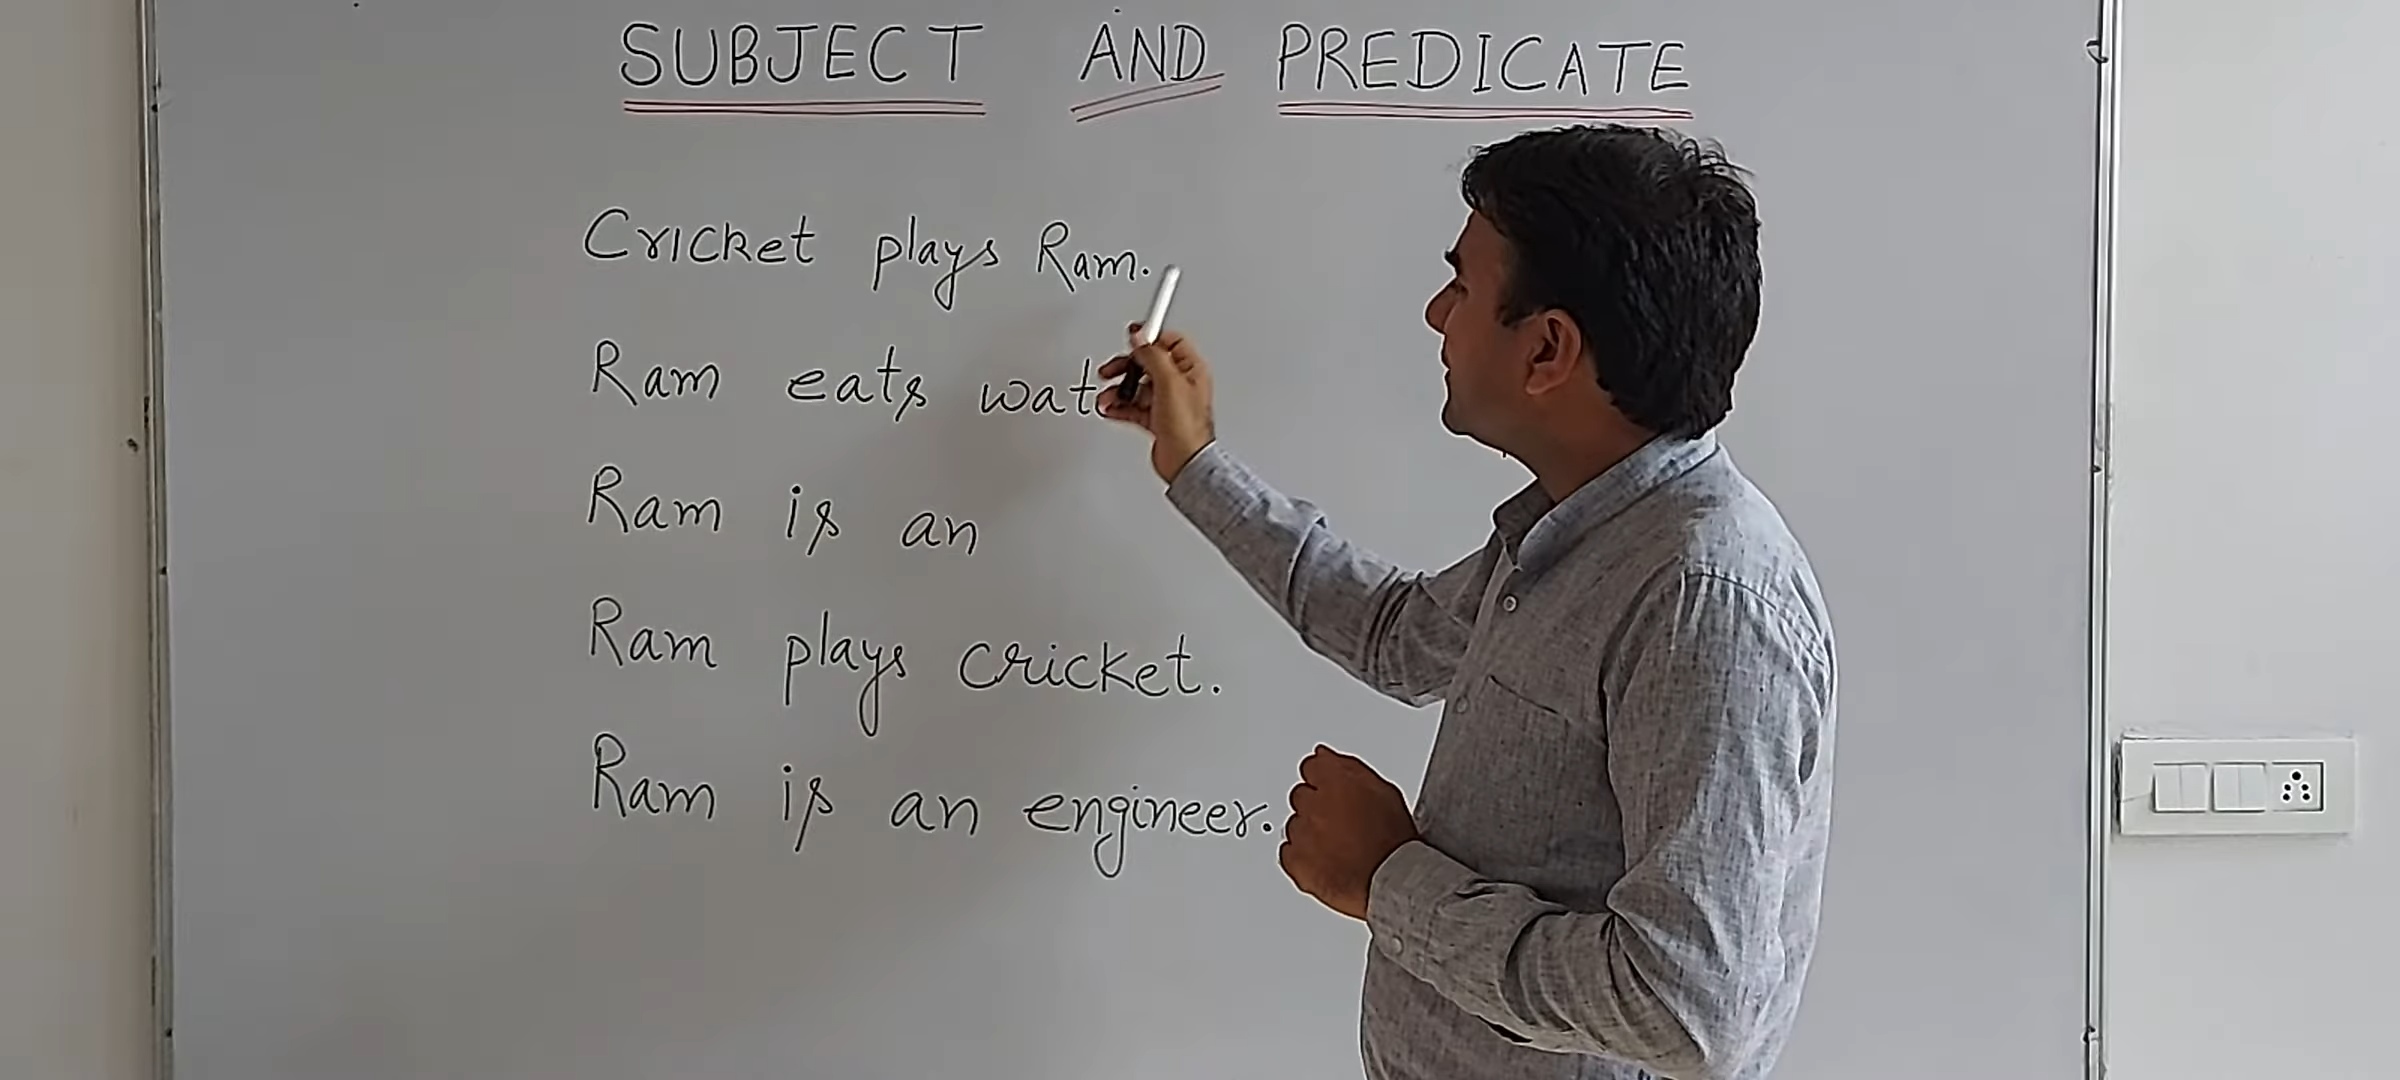 SUBJECT AND PREDICATE
Cricket plays Ram.
Ram eats
Ram is an
Ram plays cricket.
Ram is an engineer.